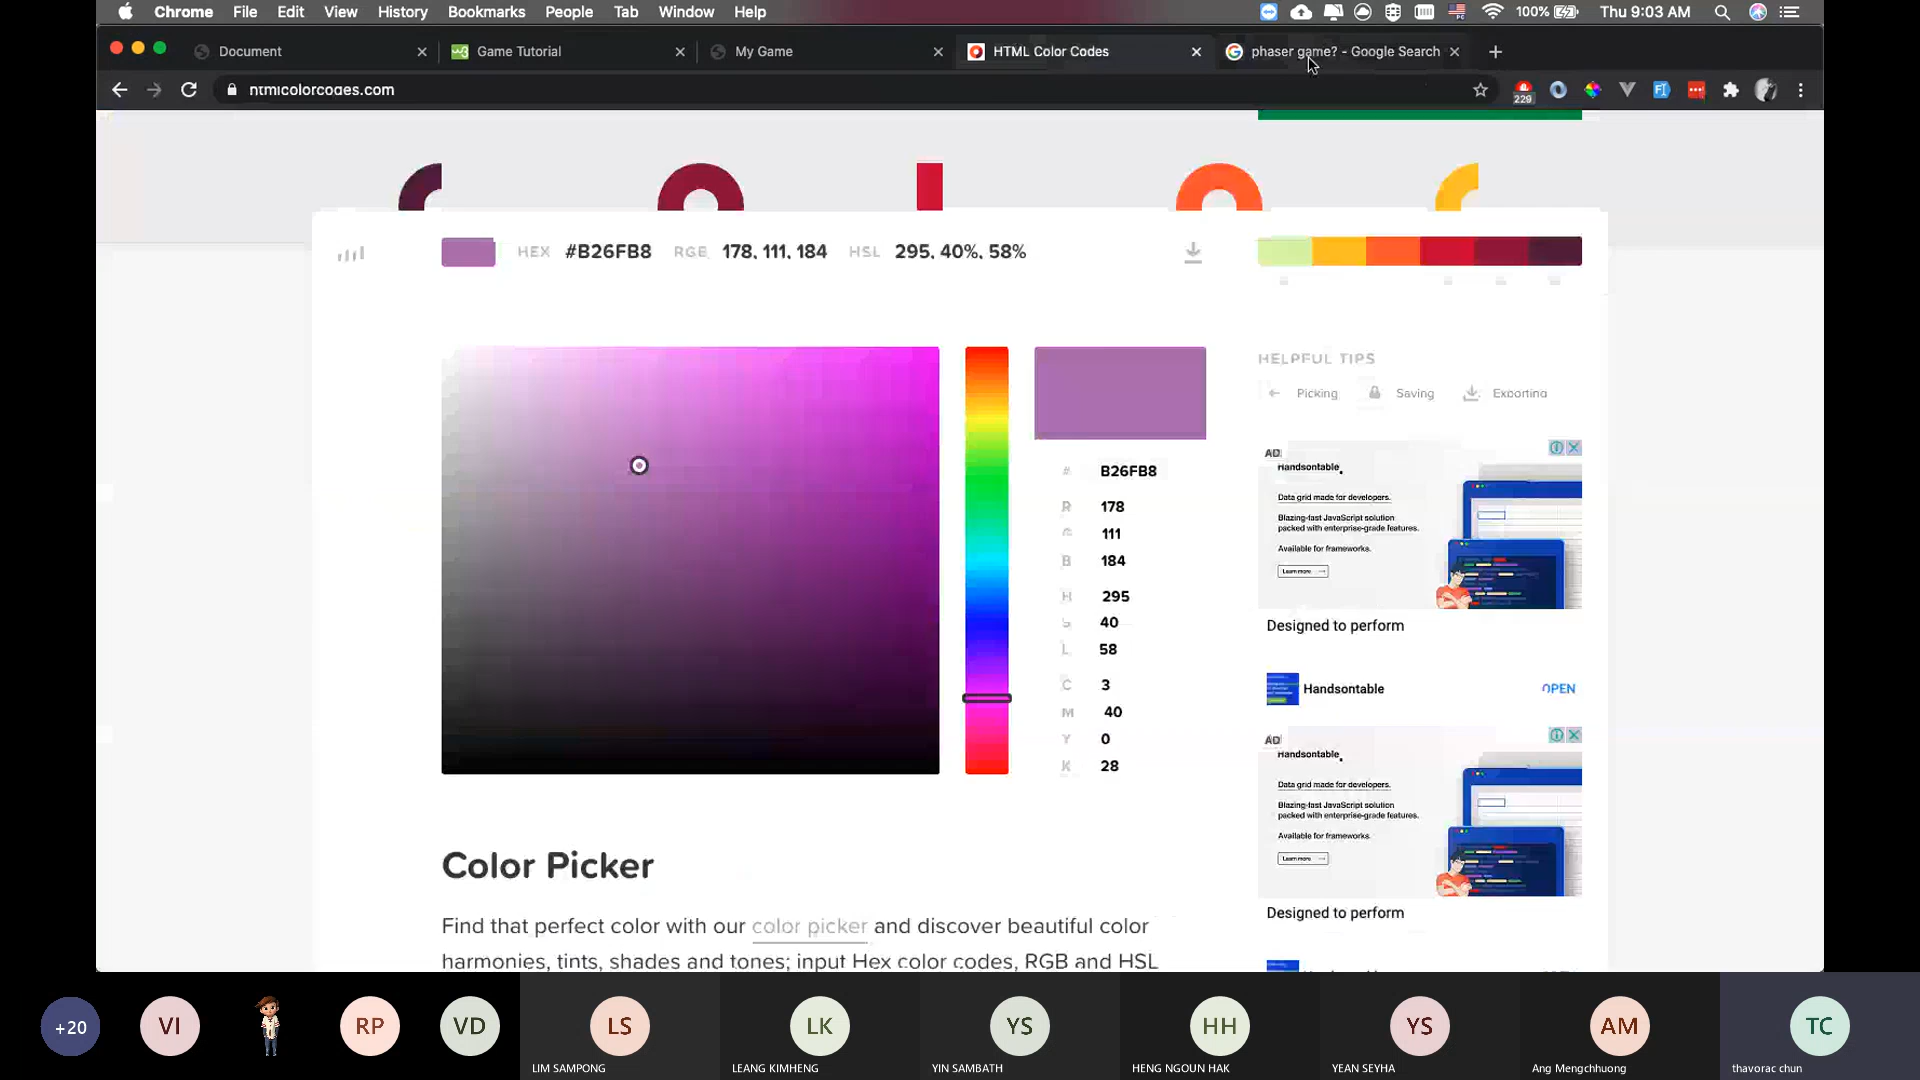 Chrome File Edit View History Bookmarks People Tab Window Help 100% Thu 9:03 AM
Document Game Tutorial My Game HTML Color Codes phaser game? - Google Search
htmlcolorcodes.com 229
HEX #B26FB8 RGB 178, 111, 184 HSL 295, 40%, 58%
HELPFUL TIPS
Picking Saving Exporting
# B26FB8
R 178
G 111
B 184
H 295
S 40
L 58
C 3
M 40
Y 0
K 28
AD
Handsontable
Data grid made for developers.
Blazing-fast JavaScript solution
packed with enterprise-grade features.
Available for frameworks.
Learn more
Designed to perform
Handsontable OPEN
AD
Handsontable
Data grid made for developers.
Blazing-fast JavaScript solution
packed with enterprise-grade features.
Available for frameworks.
Learn more
Designed to perform
Color Picker
Find that perfect color with our color picker and discover beautiful color
harmonies, tints, shades and tones; input Hex color codes, RGB and HSL
+20 VI RP VD LS LK YS HH YS AM TC
LIM SAMPONG LEANG KIMHENG YIN SAMBATH HENG NGOUN HAK YEAN SEYHA Ang Mengchhuong thavorac chun